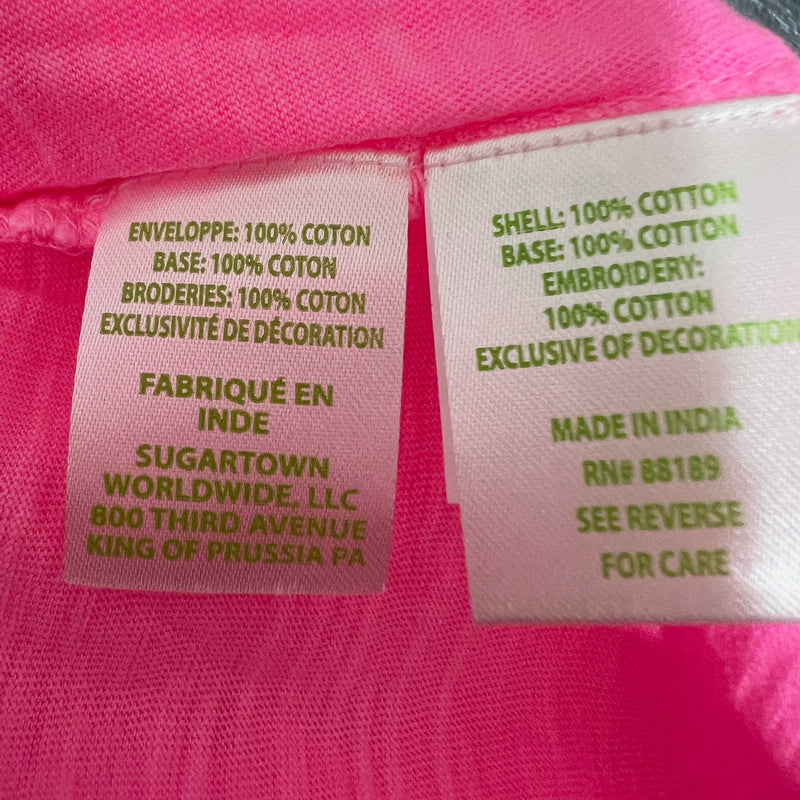 ENVELOPPE: 100% COTON
BASE: 100% COTON
BRODERIES: 100% COTON
EXCLUSIVITÉ DE DÉCORATION
FABRIQUÉ EN
INDE
SUGARTOWN
WORLDWIDE, LLC
800 THIRD AVENUE
KING OF PRUSSIA PA
SHELL: 100% COTTON
BASE: 100% COTTON
EMBROIDERY:
100% COTTON
EXCLUSIVE OF DECORATION
MADE IN INDIA
RN# 88189
SEE REVERSE
FOR CARE